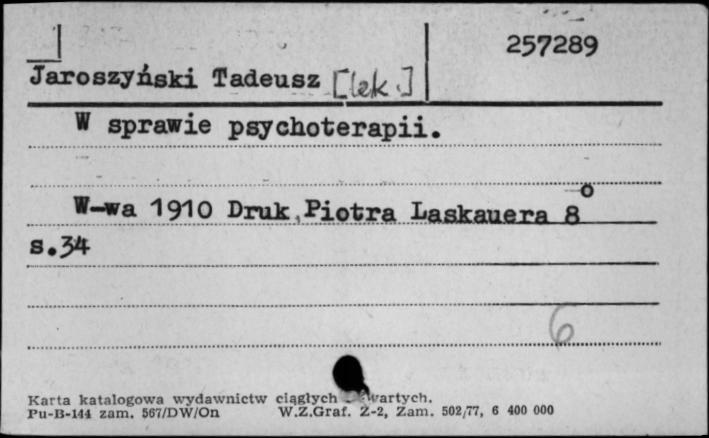 257289
Jaroszyński Tadeusz [lek.]
W sprawie psychoterapii.
W-wa 1910 Druk.Piotra Laskauera 8°
s.34
6
Karta katalogowa wydawnictw ciągłych
Pu-B-144 zam. 567/DW/On W.Z.Graf. Z-2, Zam. 502/77, 6 400 000